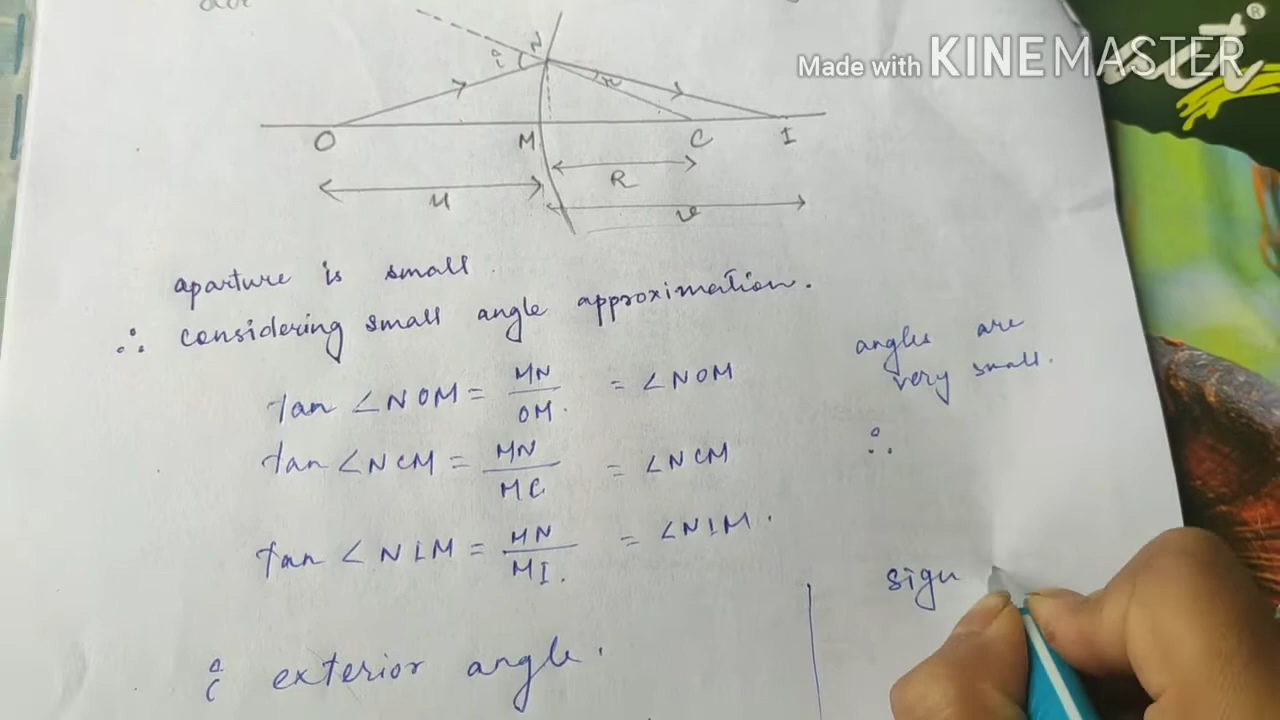 Made with KINEMASTER
N
i
r
O
M
C
I
R
u
v
aparture is small.
∴ considering small angle approximation.
angles are
very small.
tan ∠NOM = MN/OM. = ∠NOM
∴
tan ∠NCM = MN/MC = ∠NCM
tan ∠NIM = MN/MI. = ∠NIM.
sign
i exterior angle.